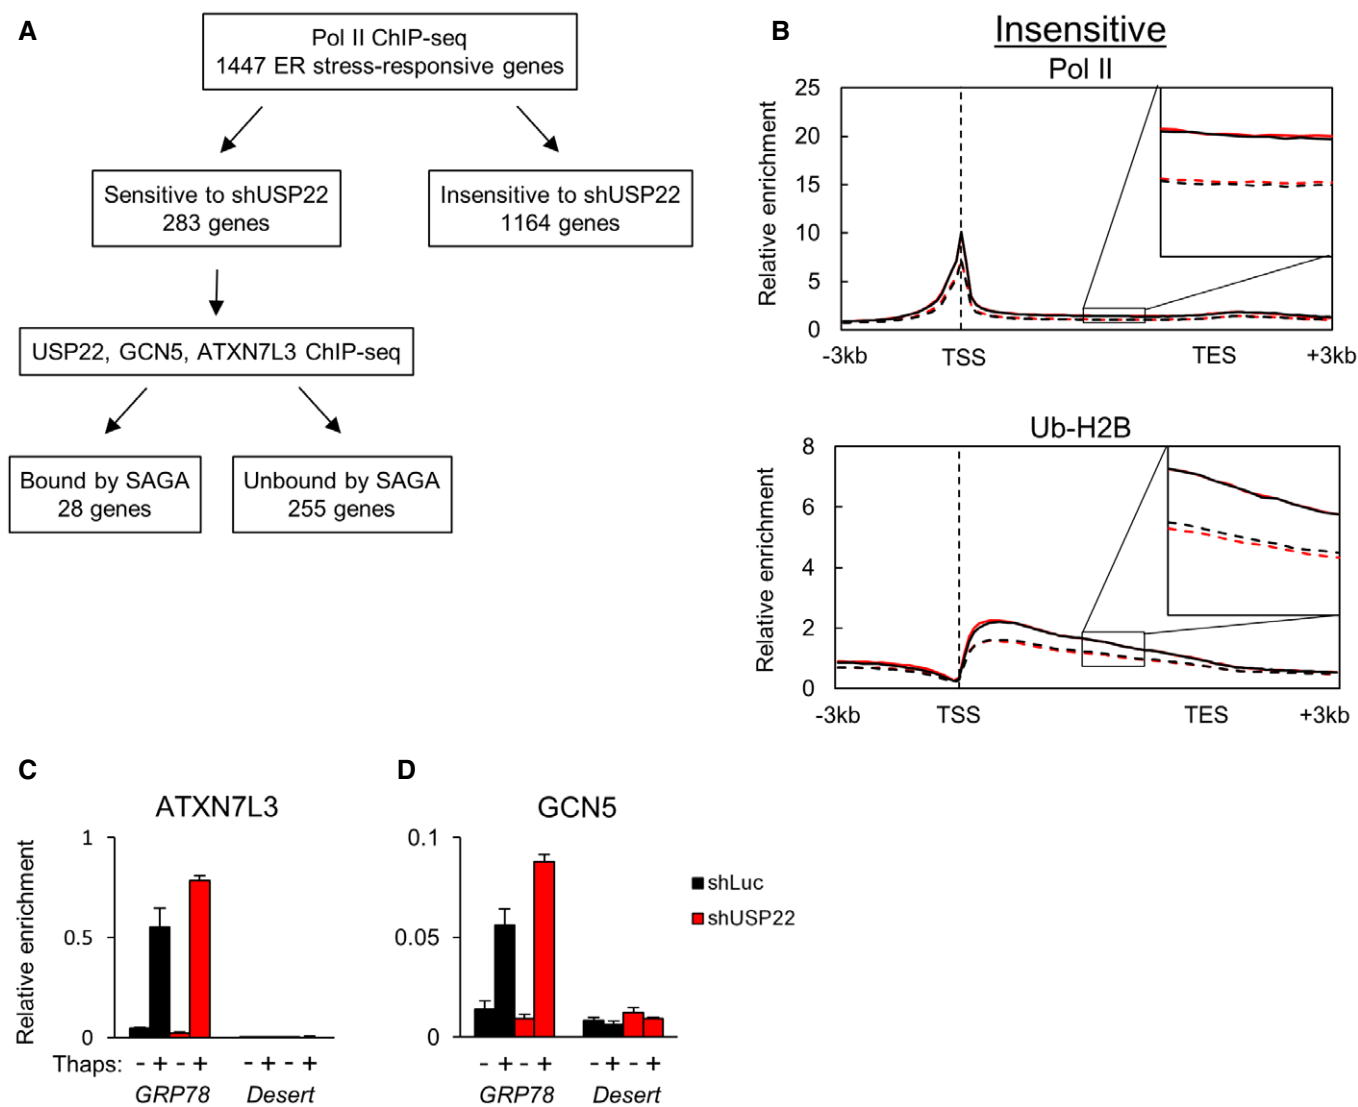 A
Pol II ChIP-seq
1447 ER stress-responsive genes
Sensitive to shUSP22
283 genes
Insensitive to shUSP22
1164 genes
USP22, GCN5, ATXN7L3 ChIP-seq
Bound by SAGA
28 genes
Unbound by SAGA
255 genes
B
Insensitive
Pol II
Relative enrichment
25
20
15
10
5
0
-3kb TSS TES +3kb
Ub-H2B
Relative enrichment
8
6
4
2
0
-3kb TSS TES +3kb
C
ATXN7L3
Relative enrichment
1
0.5
0
Thaps: - + - + - + - +
GRP78 Desert
D
GCN5
0.1
0.05
0
- + - + - + - +
GRP78 Desert
shLuc
shUSP22